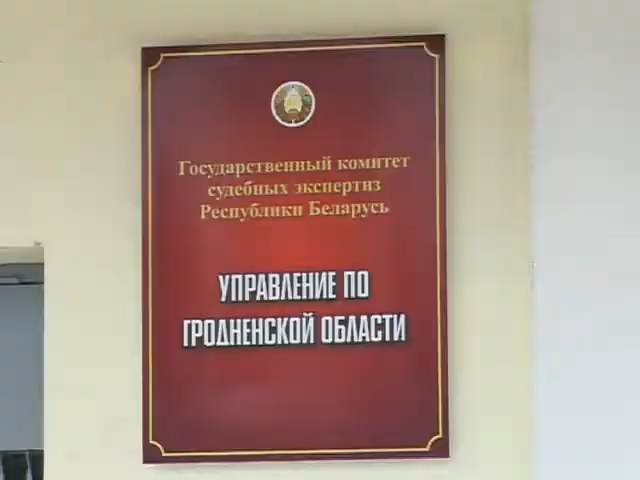 Государственный комитет
судебных экспертиз
Республики Беларусь
УПРАВЛЕНИЕ ПО
ГРОДНЕНСКОЙ ОБЛАСТИ